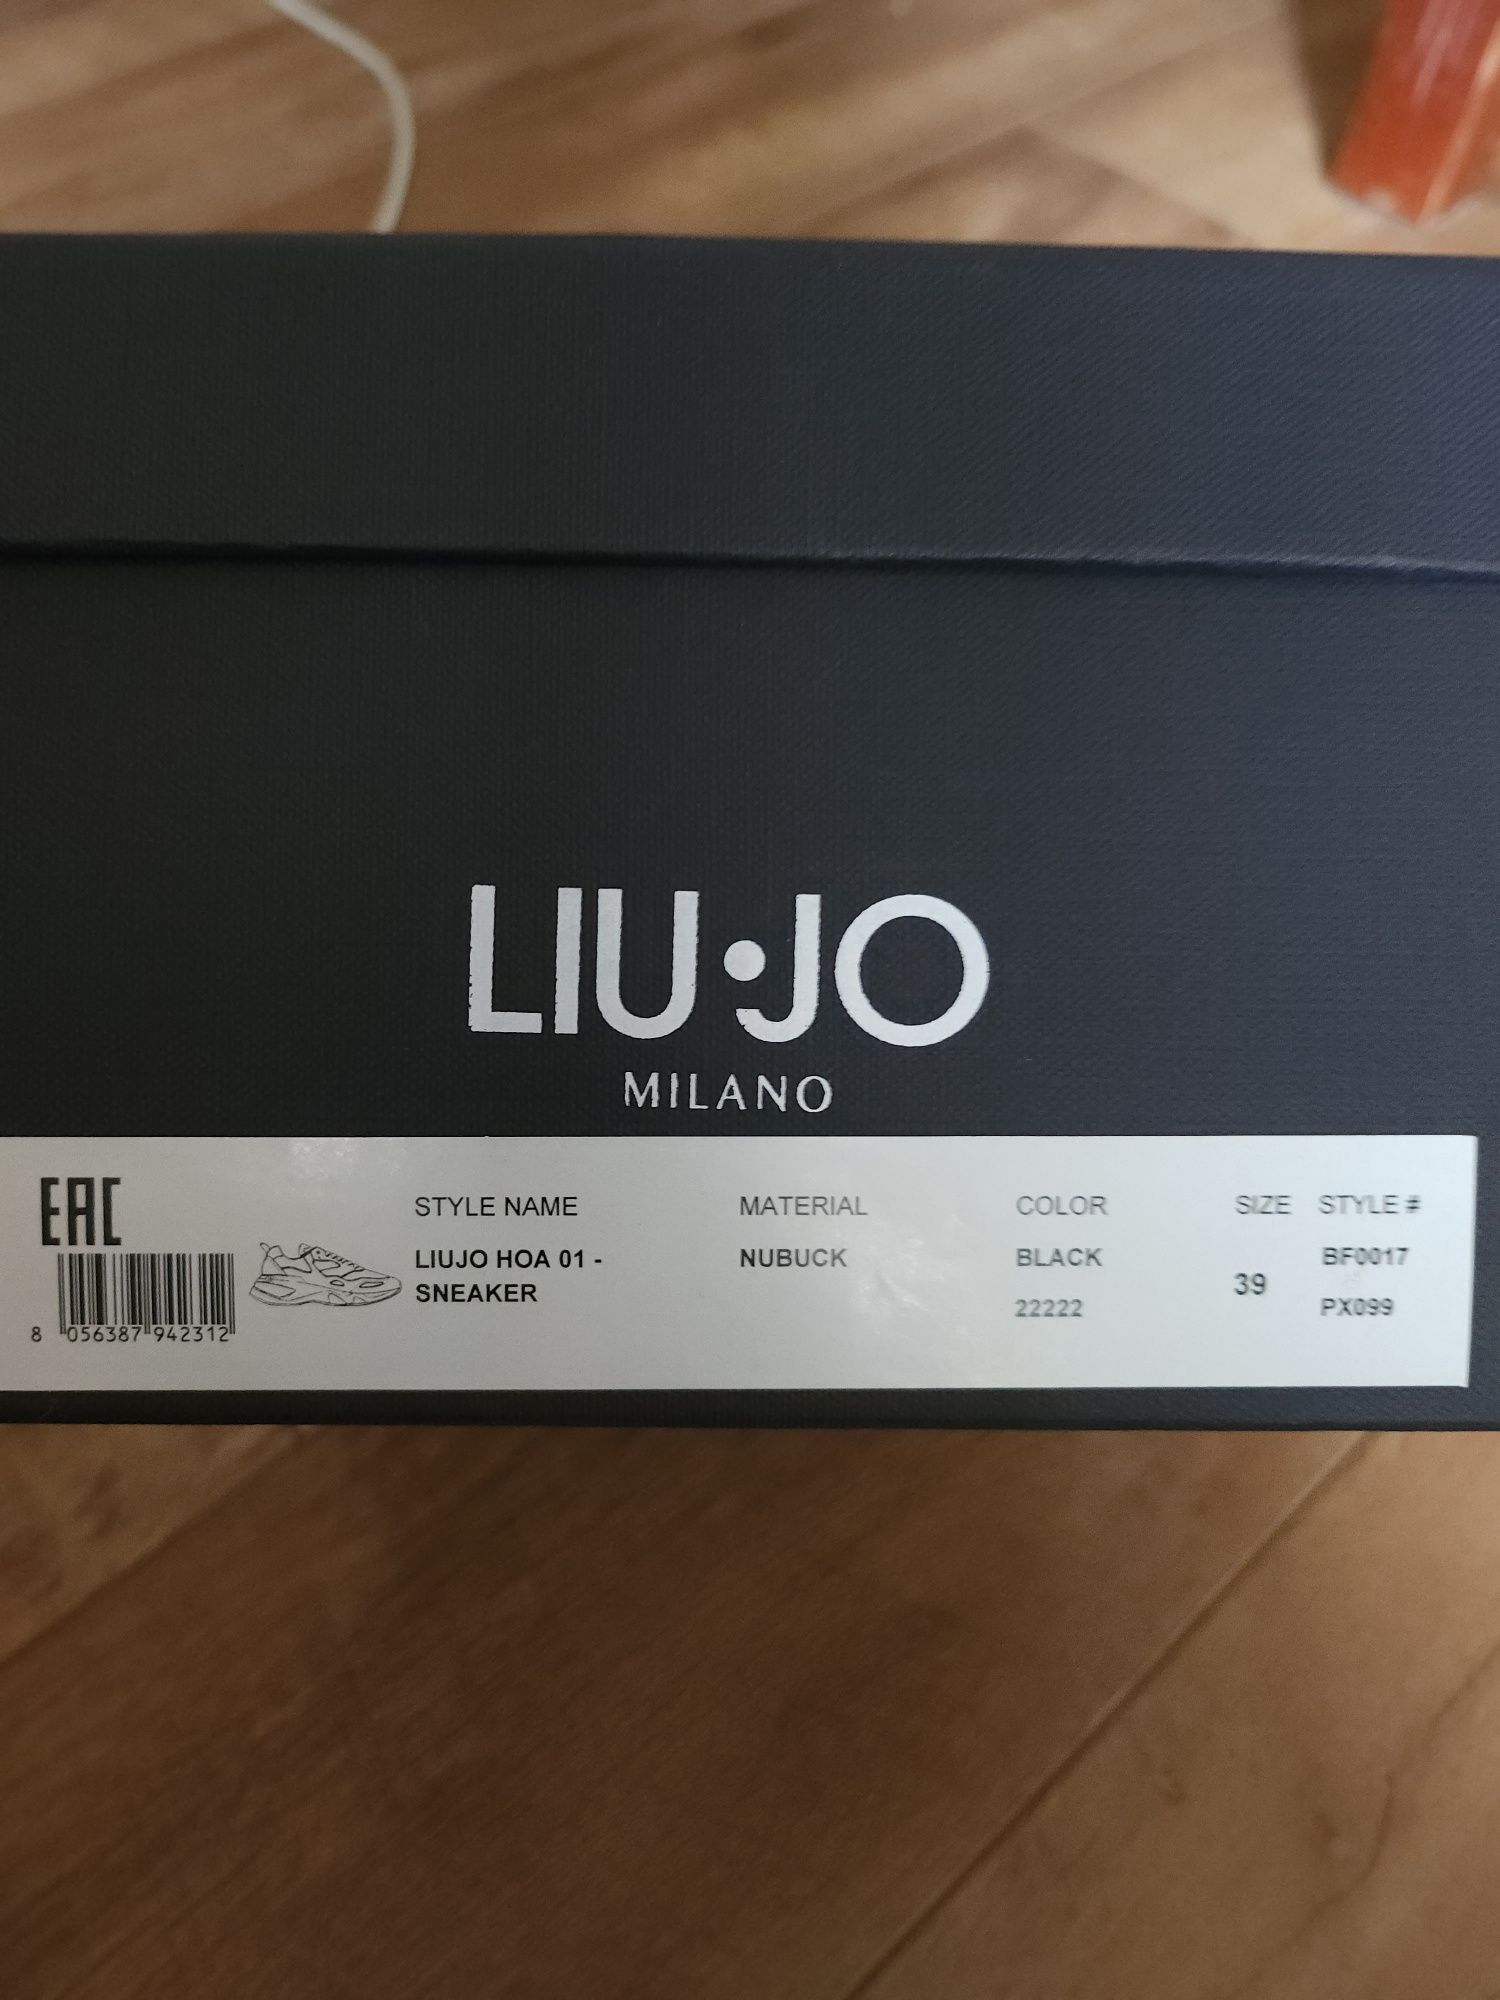 LIU·JO
MILANO
EAC
8 056387 942312
STYLE NAME
LIUJO HOA 01 -
SNEAKER
MATERIAL
NUBUCK
COLOR
BLACK
22222
SIZE
39
STYLE #
BF0017
PX099